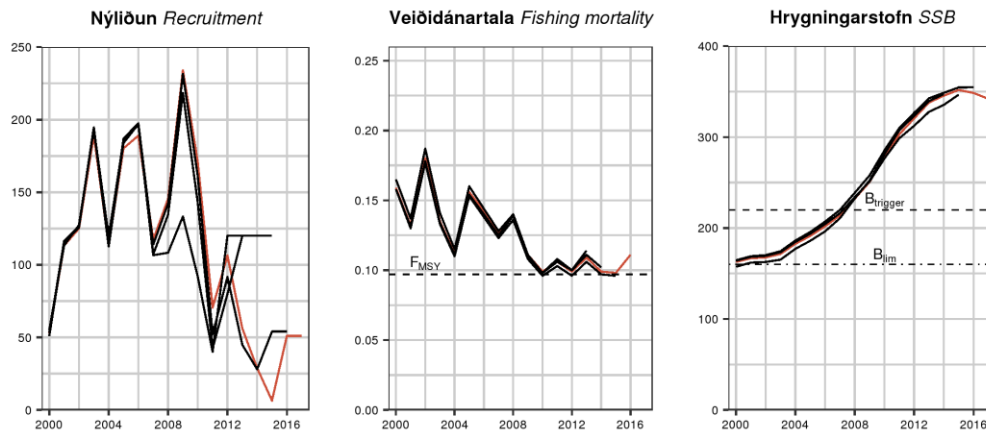 Nýliðun Recruitment
250
200
150
100
50
0
2000 2004 2008 2012 2016
Veiðidánartala Fishing mortality
0.25
0.20
0.15
0.10
0.05
0.00
FMSY
2000 2004 2008 2012 2016
Hrygningarstofn SSB
400
300
200
100
0
Btrigger
Blim
2000 2004 2008 2012 2016